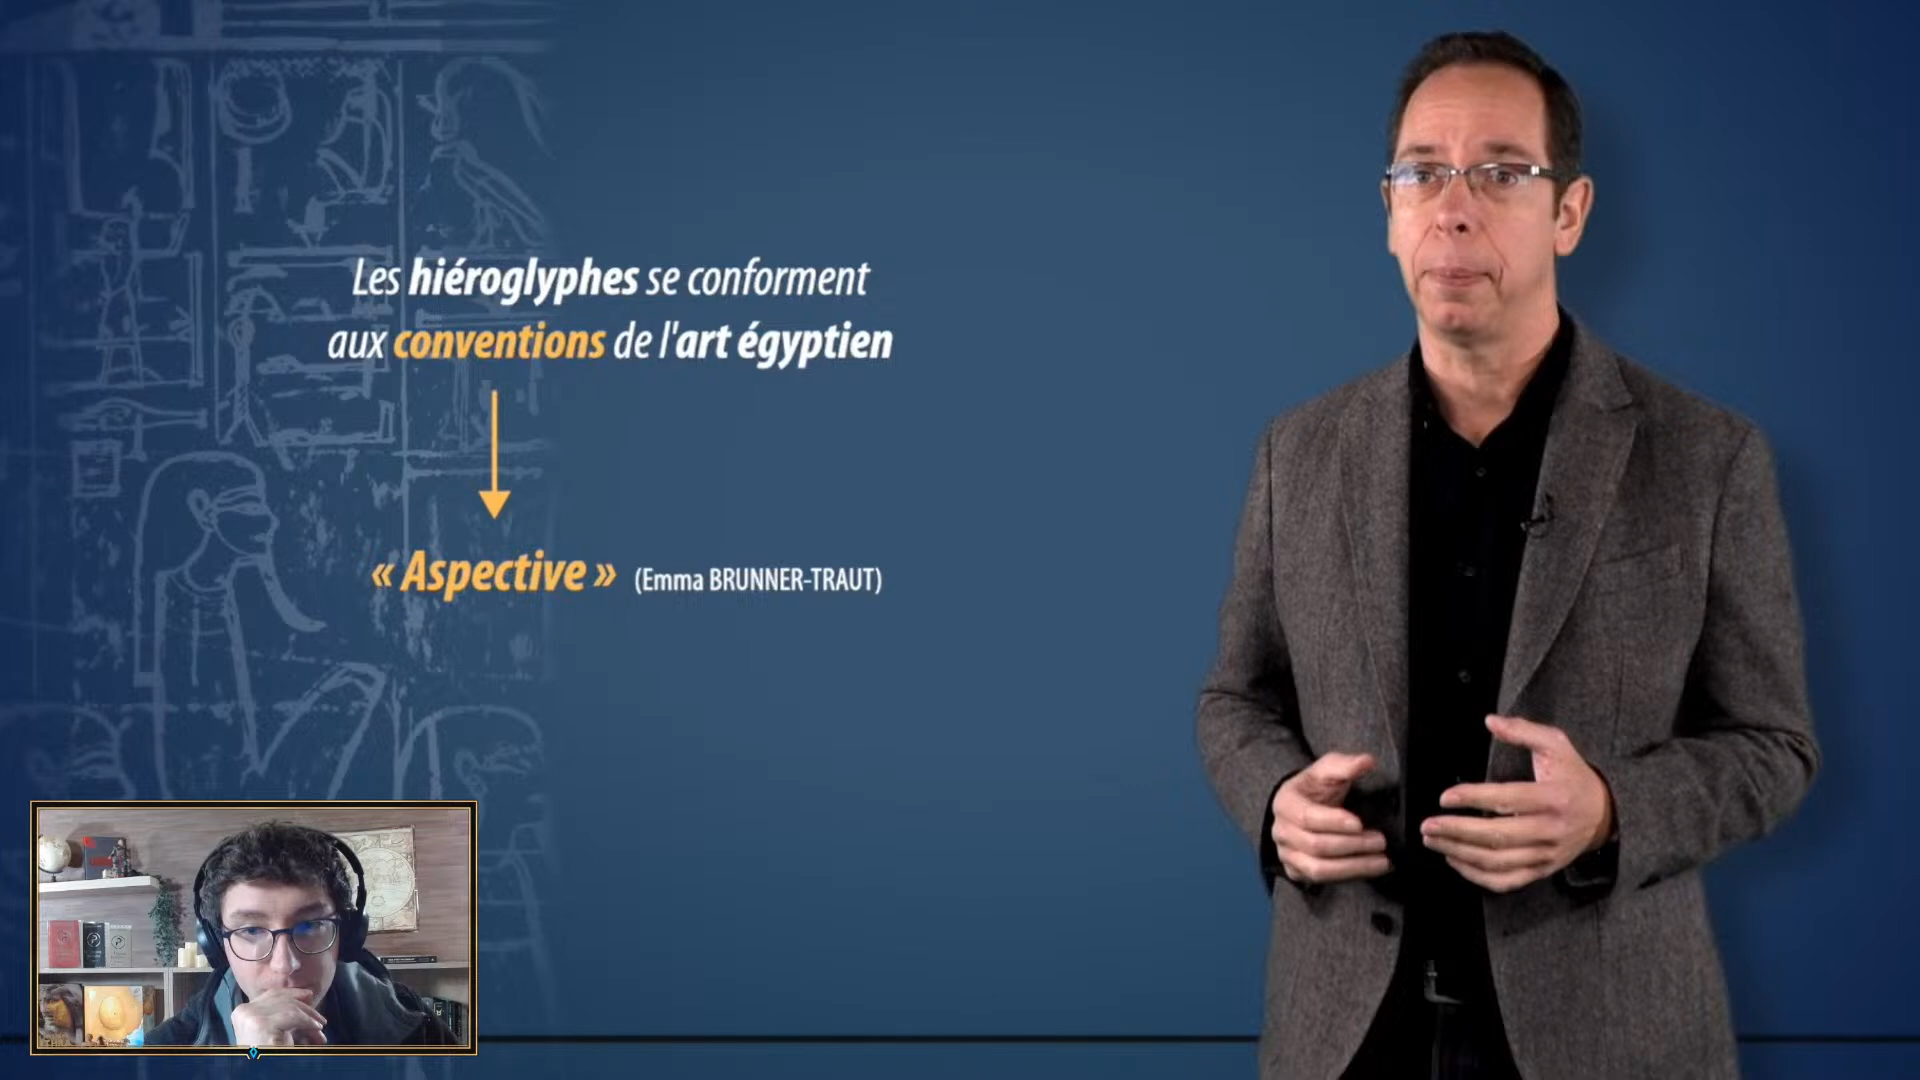 Les hiéroglyphes se conforment
aux conventions de l'art égyptien
« Aspective » (Emma BRUNNER-TRAUT)